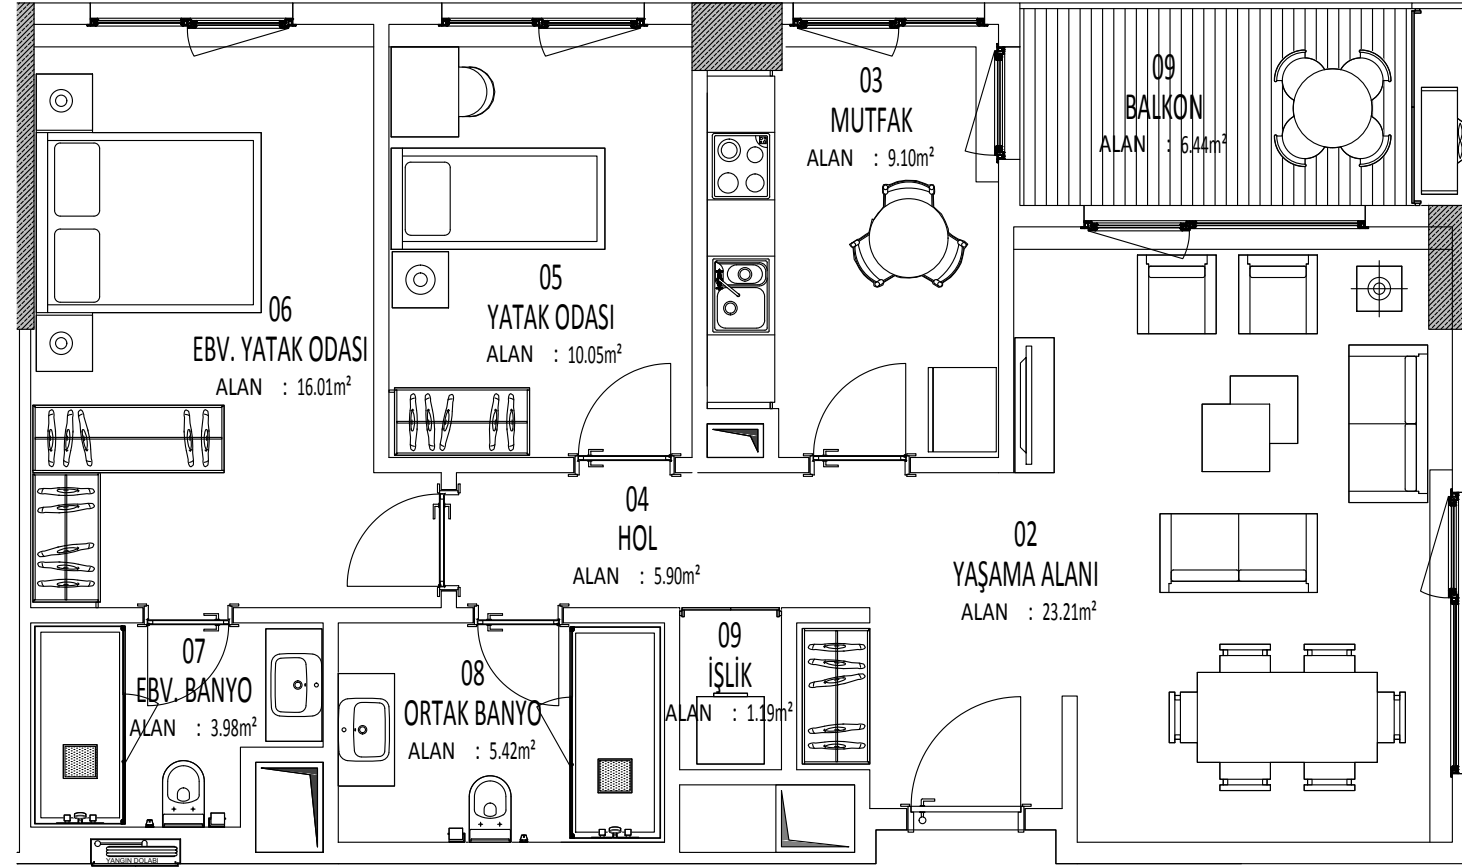 03
MUTFAK
ALAN : 9.10m²
09
BALKON
ALAN : 6.44m²
05
YATAK ODASI
ALAN : 10.05m²
06
EBV. YATAK ODASI
ALAN : 16.01m²
04
HOL
ALAN : 5.90m²
02
YAŞAMA ALANI
ALAN : 23.21m²
07
EBV. BANYO
ALAN : 3.98m²
08
ORTAK BANYO
ALAN : 5.42m²
09
İŞLİK
ALAN : 1.19m²
YANGIN DOLABI